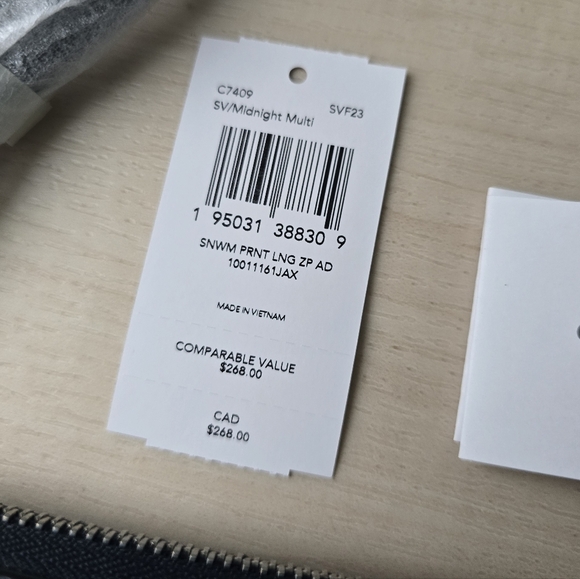 C7409
SV/Midnight Multi SVF23
1 95031 38830 9
SNWM PRNT LNG ZP AD
10011161JAX
MADE IN VIETNAM
COMPARABLE VALUE
$268.00
CAD
$268.00